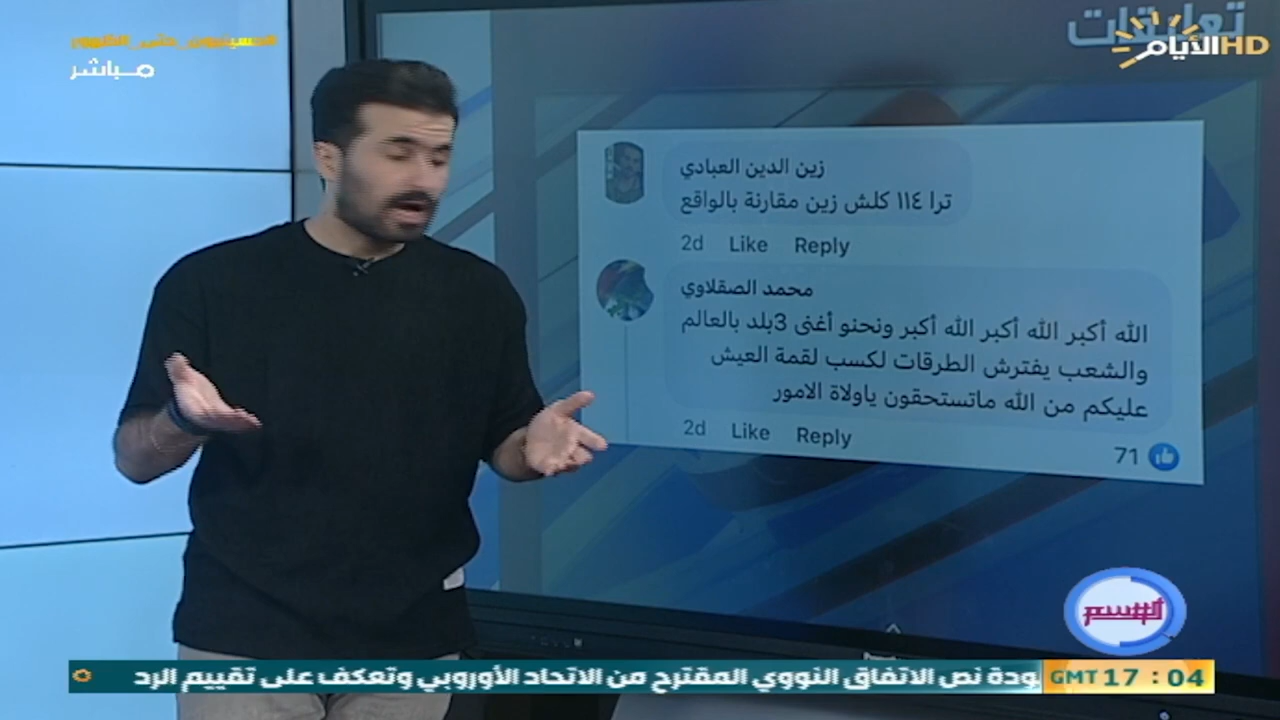 تعليقات
الأيام HD
مـباشر
زين الدين العبادي
ترا ١١٤ كلش زين مقارنة بالواقع
2d Like Reply
محمد الصقلاوي
الله أكبر الله أكبر الله أكبر ونحنو أغنى 3بلد بالعالم
والشعب يفترش الطرقات لكسب لقمة العيش
عليكم من الله ماتستحقون ياولاة الامور
2d Like Reply
71
GMT 17 : 04
ودة نص الاتفاق النووي المقترح من الاتحاد الأوروبي وتعكف على تقييم الرد